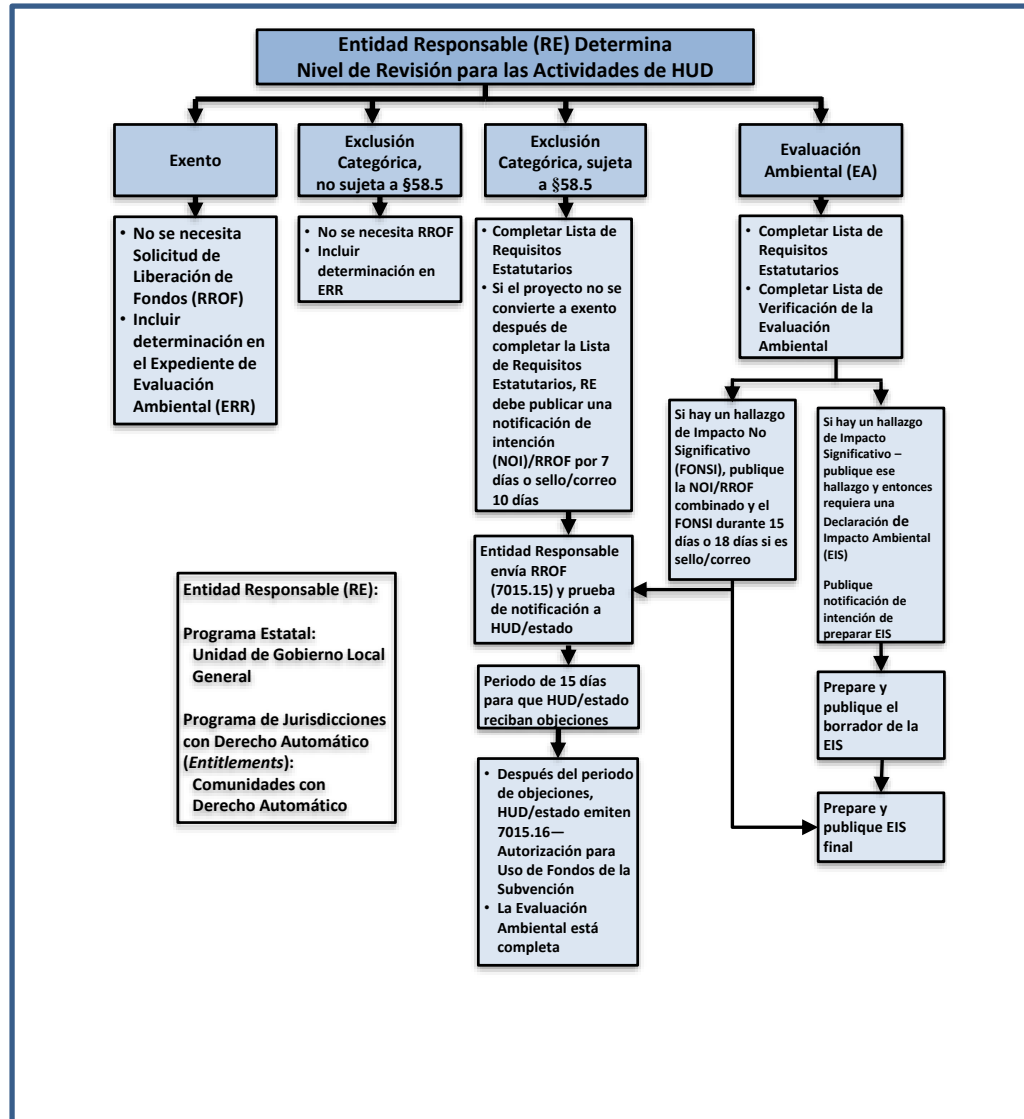 Entidad Responsable (RE) Determina
Nivel de Revisión para las Actividades de HUD
Exento
Exclusión
Categórica,
no sujeta a §58.5
Exclusión
Categórica, sujeta
a §58.5
Evaluación
Ambiental (EA)
• No se necesita
Solicitud de
Liberación de
Fondos (RROF)
• Incluir
determinación en
el Expediente de
Evaluación
Ambiental (ERR)
• No se necesita RROF
• Incluir
determinación en
ERR
• Completar Lista de
Requisitos
Estatutarios
• Si el proyecto no se
convierte a exento
después de
completar la Lista
de Requisitos
Estatutarios, RE
debe publicar una
notificación de
intención
(NOI)/RROF por 7
días o sello/correo
10 días
• Completar Lista de
Requisitos
Estatutarios
• Completar Lista de
Verificación de la
Evaluación
Ambiental
Si hay un hallazgo
de Impacto No
Significativo
(FONSI), publique
la NOI/RROF
combinado y el
FONSI durante 15
días o 18 días si es
sello/correo
Si hay un hallazgo
de Impacto
Significativo –
publique ese
hallazgo y entonces
requiera una
Declaración de
Impacto Ambiental
(EIS)
Publique
notificación de
intención de
preparar EIS
Entidad Responsable
envía RROF
(7015.15) y prueba
de notificación a
HUD/estado
Periodo de 15 días
para que HUD/estado
reciban objeciones
• Después del periodo
de objeciones,
HUD/estado emiten
7015.16—
Autorización para
Uso de Fondos de la
Subvención
• La Evaluación
Ambiental está
completa
Prepare y
publique el
borrador de la
EIS
Prepare y
publique EIS
final
Entidad Responsable (RE):
Programa Estatal:
Unidad de Gobierno Local
General
Programa de Jurisdicciones
con Derecho Automático
(Entitlements):
Comunidades con
Derecho Automático